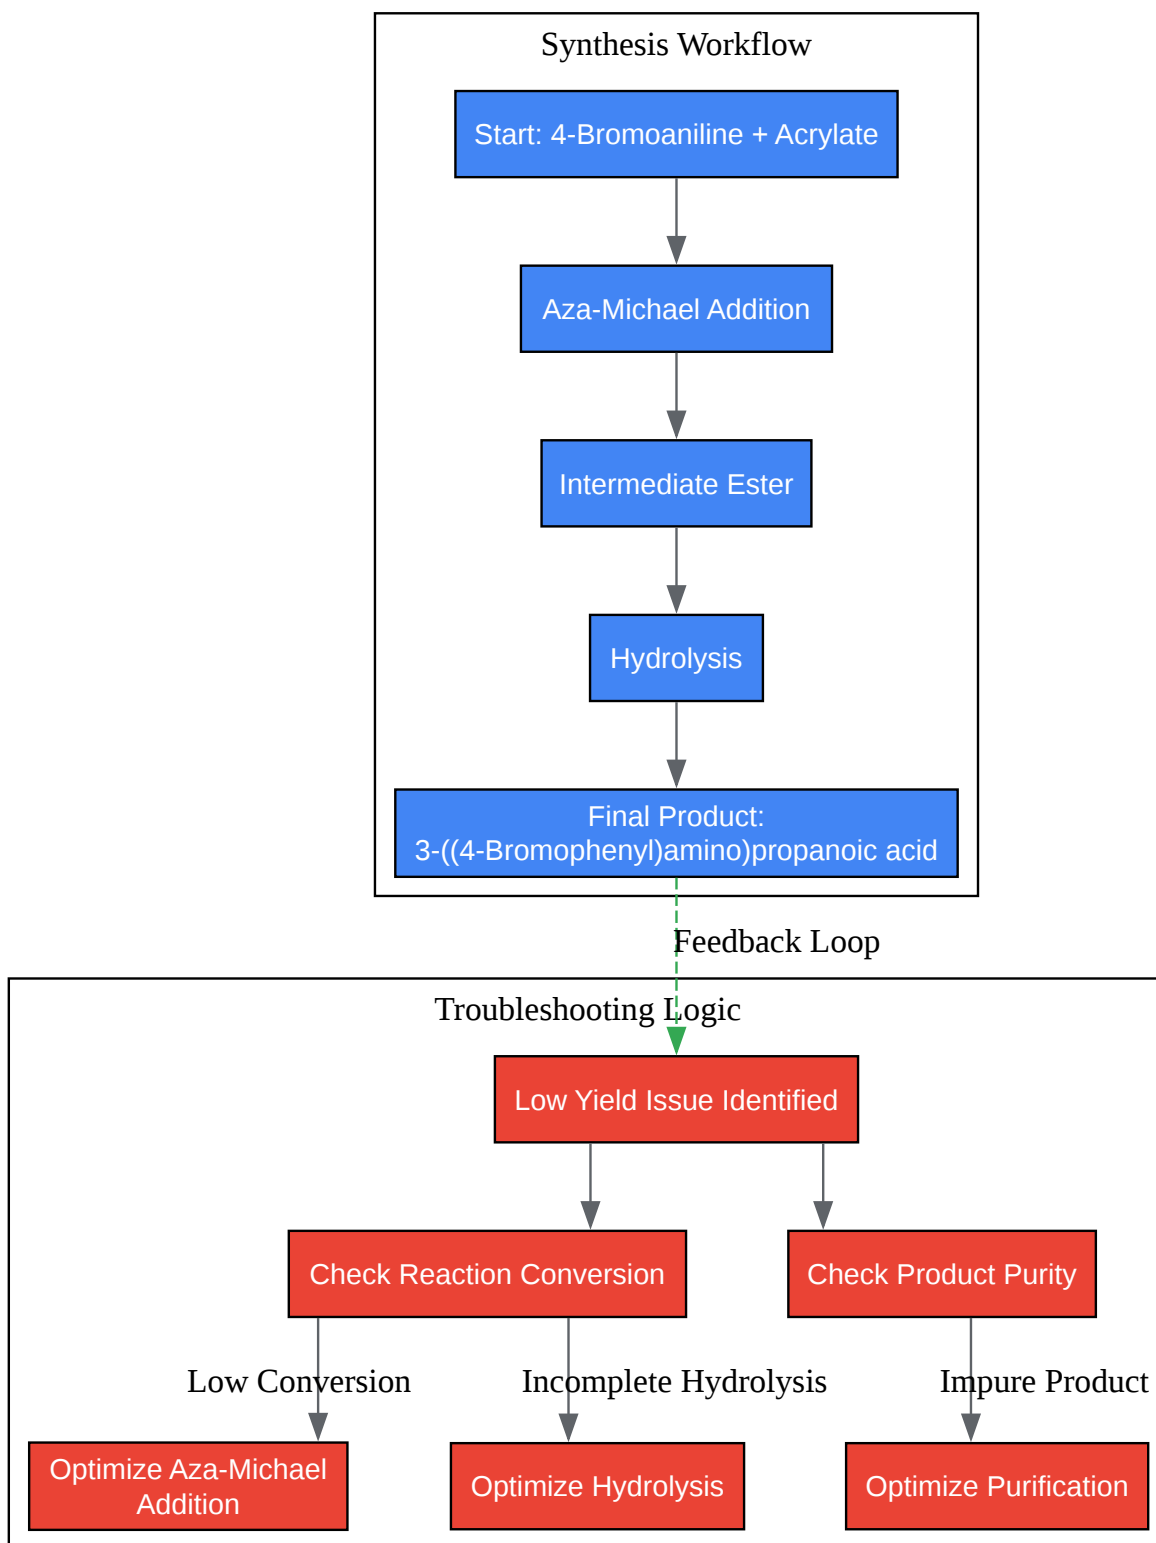 Synthesis Workflow
Start: 4-Bromoaniline + Acrylate
Aza-Michael Addition
Intermediate Ester
Hydrolysis
Final Product:
3-((4-Bromophenyl)amino)propanoic acid
Feedback Loop
Troubleshooting Logic
Low Yield Issue Identified
Check Reaction Conversion
Check Product Purity
Low Conversion
Incomplete Hydrolysis
Impure Product
Optimize Aza-Michael
Addition
Optimize Hydrolysis
Optimize Purification